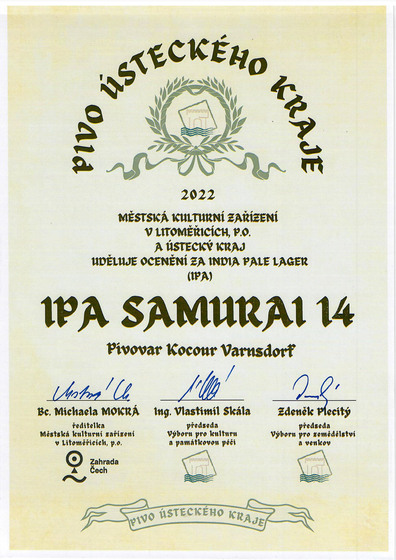 PIVO ÚSTECKÉHO KRAJE
2022
MĚSTSKÁ KULTURNÍ ZAŘÍZENÍ
V LITOMĚŘICÍCH, P.O.
A ÚSTECKÝ KRAJ
UDĚLUJE OCENĚNÍ ZA INDIA PALE LAGER
(IPA)
IPA SAMURAI 14
Pivovar Kocour Varnsdorf
Bc. Michaela MOKRÁ
ředitelka
Městská kulturní zařízení
v Litoměřicích, p.o.
Zahrada
Čech
Ing. Vlastimil Skála
předseda
Výboru pro kulturu
a památkovou péči
Zdeněk Plecitý
předseda
Výboru pro zemědělství
a venkov
PIVO ÚSTECKÉHO KRAJE